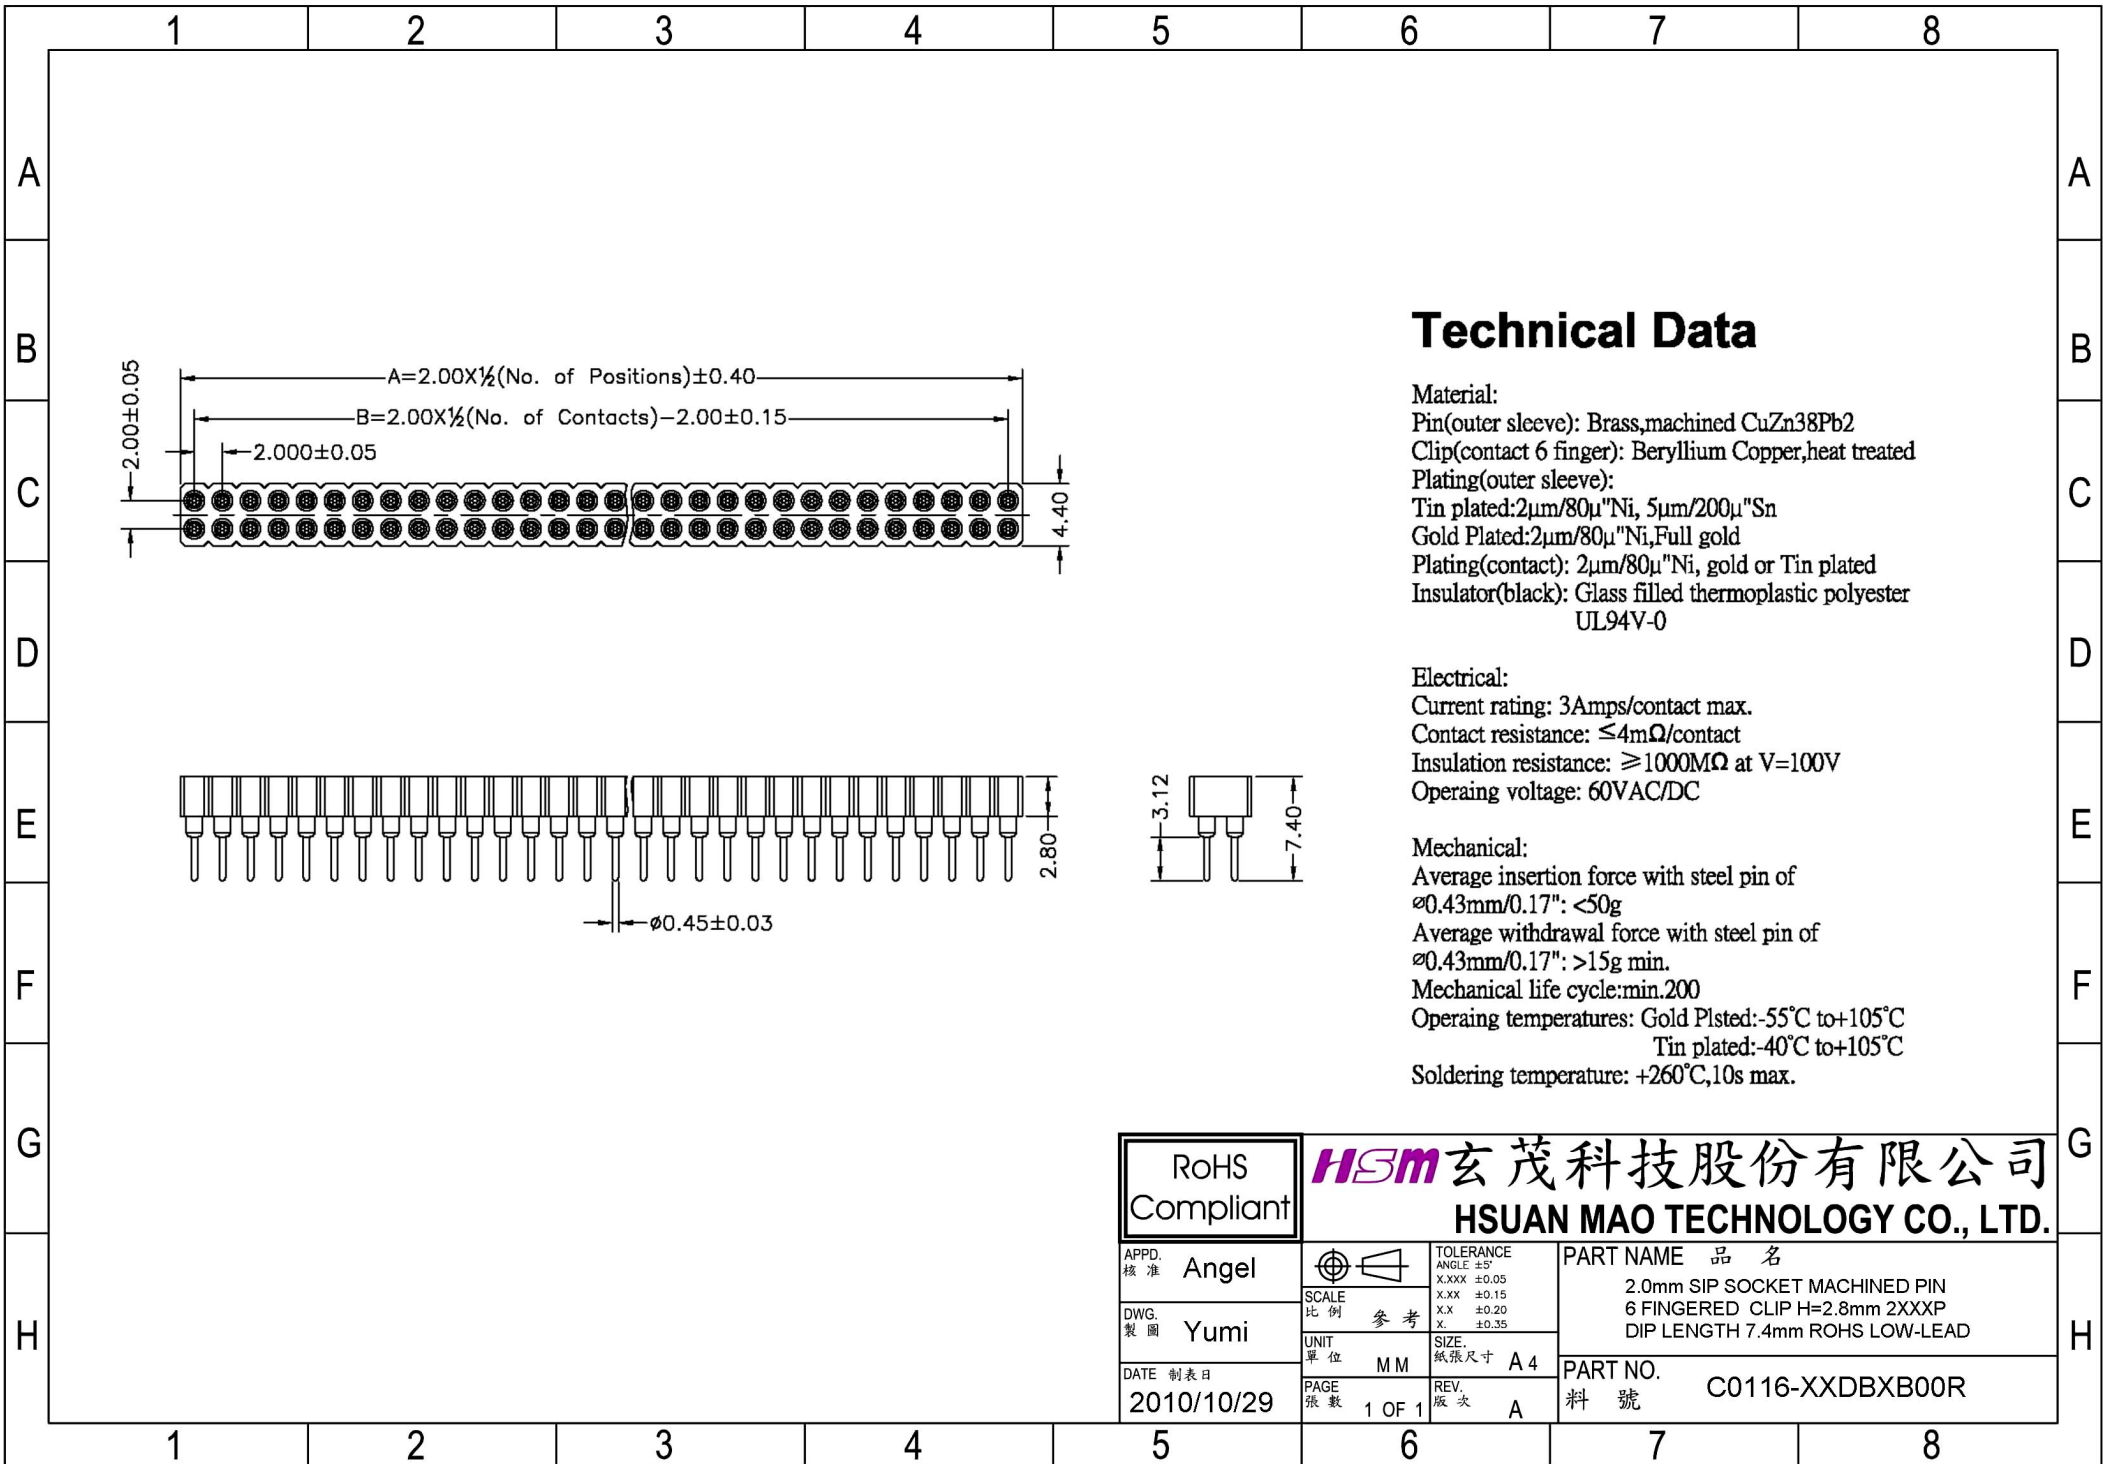 1 2 3 4 5 6 7 8
A A
B B
C C
D D
E E
F F
G G
H H
A=2.00X½(No. of Positions)±0.40
B=2.00X½(No. of Contacts)−2.00±0.15
2.000±0.05
2.00±0.05
4.40
2.80
3.12
7.40
ø0.45±0.03
Technical Data
Material:
Pin(outer sleeve): Brass,machined CuZn38Pb2
Clip(contact 6 finger): Beryllium Copper,heat treated
Plating(outer sleeve):
Tin plated:2μm/80μ"Ni, 5μm/200μ"Sn
Gold Plated:2μm/80μ"Ni,Full gold
Plating(contact): 2μm/80μ"Ni, gold or Tin plated
Insulator(black): Glass filled thermoplastic polyester
UL94V-0
Electrical:
Current rating: 3Amps/contact max.
Contact resistance: ≤4mΩ/contact
Insulation resistance: ≥1000MΩ at V=100V
Operaing voltage: 60VAC/DC
Mechanical:
Average insertion force with steel pin of
ø0.43mm/0.17": <50g
Average withdrawal force with steel pin of
ø0.43mm/0.17": >15g min.
Mechanical life cycle:min.200
Operaing temperatures: Gold Plsted:-55°C to+105°C
Tin plated:-40°C to+105°C
Soldering temperature: +260°C,10s max.
RoHS
Compliant
HSM 玄茂科技股份有限公司
HSUAN MAO TECHNOLOGY CO., LTD.
APPD.
核 准 Angel
DWG.
製 圖 Yumi
DATE 制表日
2010/10/29
SCALE
比 例 參 考
UNIT
單 位 MM
PAGE
張 數 1 OF 1
TOLERANCE
ANGLE ±5°
X.XXX ±0.05
X.XX ±0.15
X.X ±0.20
X. ±0.35
SIZE.
紙張尺寸 A4
REV.
版 次 A
PART NAME 品 名
2.0mm SIP SOCKET MACHINED PIN
6 FINGERED CLIP H=2.8mm 2XXXP
DIP LENGTH 7.4mm ROHS LOW-LEAD
PART NO.
料 號 C0116-XXDBXB00R
1 2 3 4 5 6 7 8